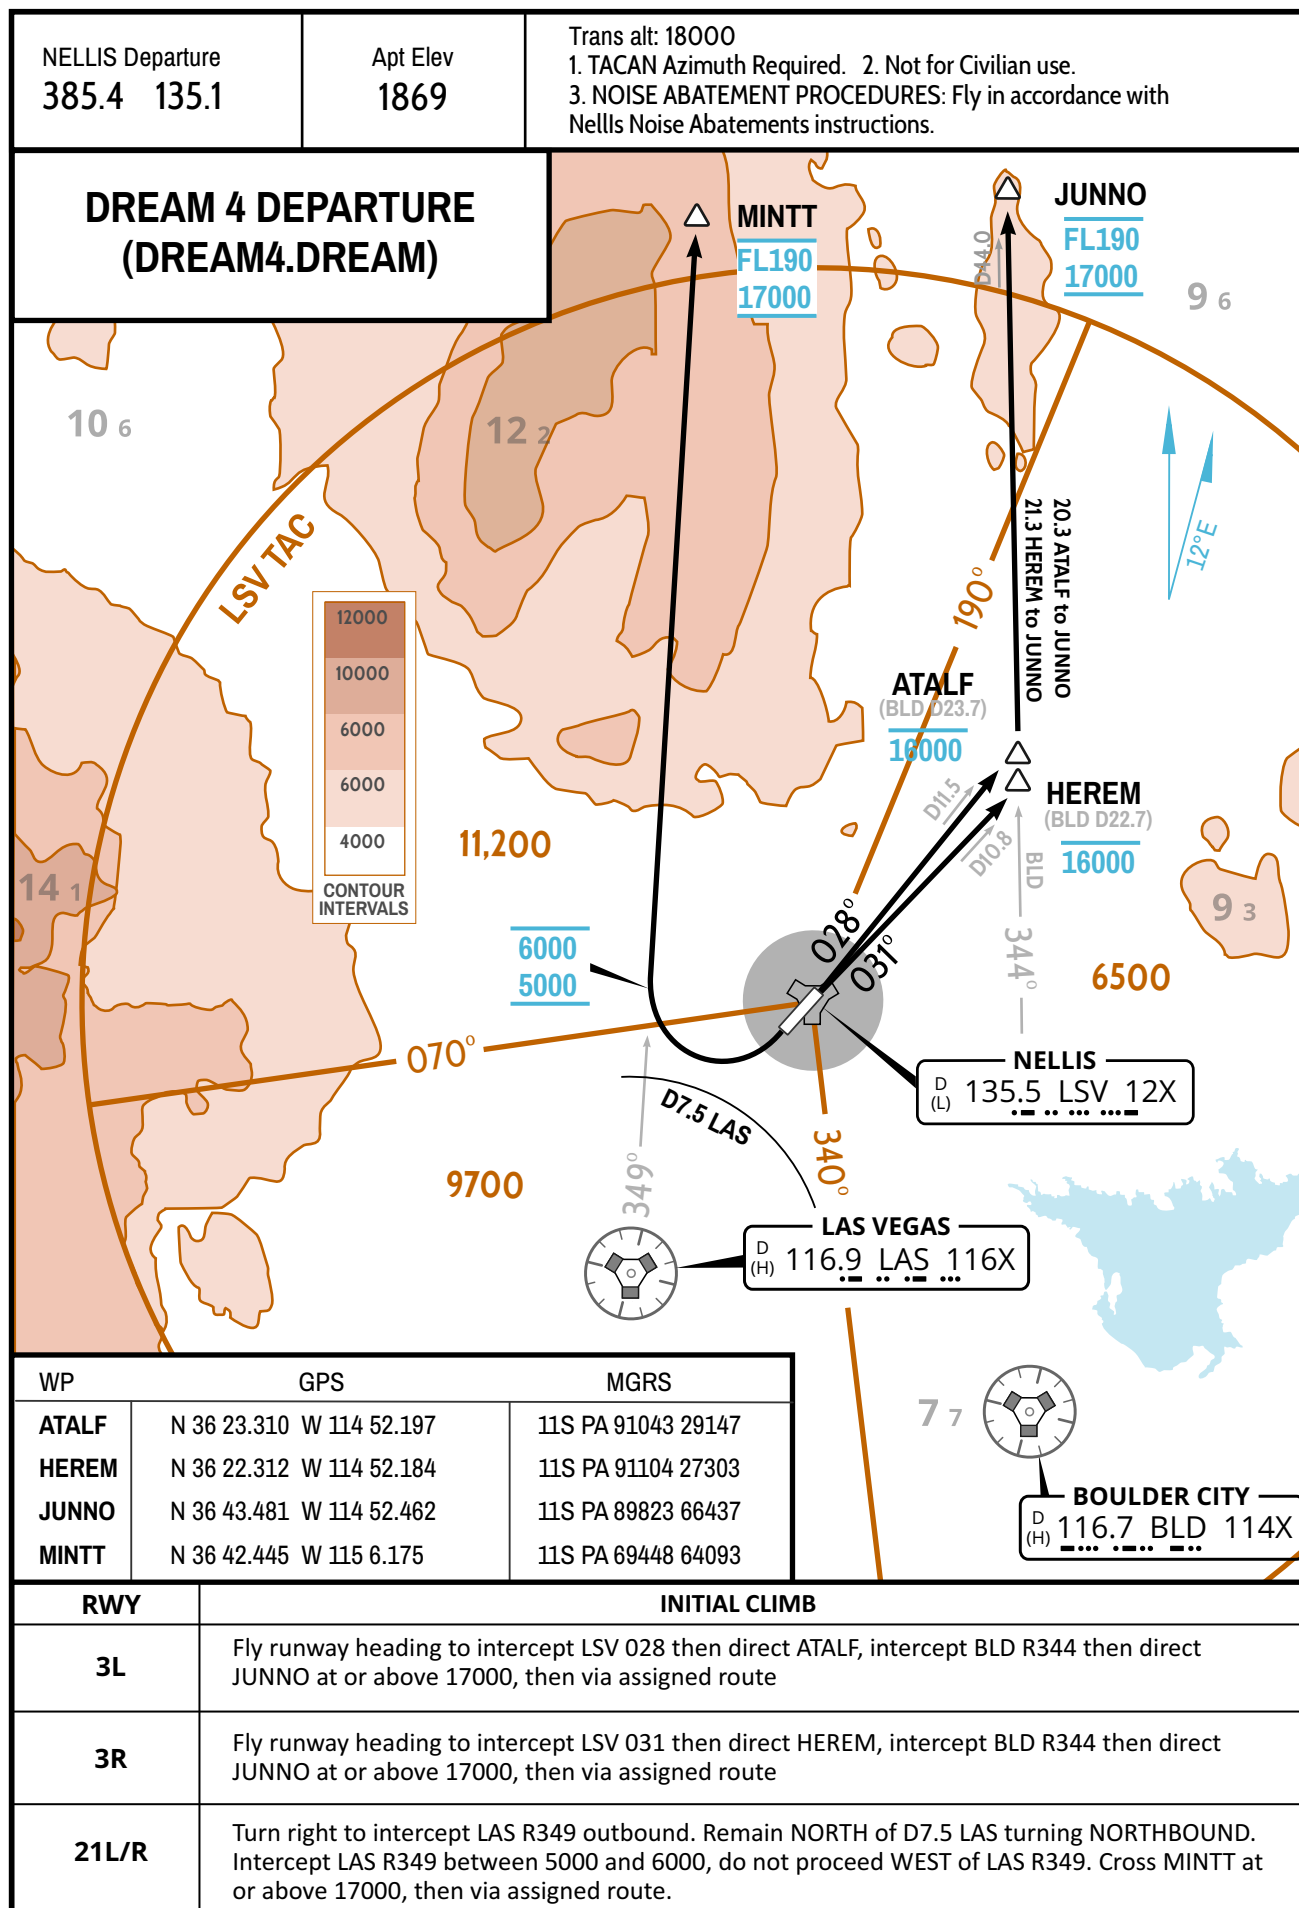 NELLIS Departure
385.4 135.1
Apt Elev
1869
Trans alt: 18000
1. TACAN Azimuth Required. 2. Not for Civilian use.
3. NOISE ABATEMENT PROCEDURES: Fly in accordance with
NellIs Noise Abatements instructions.
DREAM 4 DEPARTURE
(DREAM4.DREAM)
MINTT
FL190
17000
JUNNO
FL190
17000
D44.0
9 6
10 6
12 2
12°E
LSV TAC
20.3 ATALF to JUNNO
21.3 HEREM to JUNNO
190°
12000
10000
6000
6000
4000
CONTOUR
INTERVALS
ATALF
(BLD D23.7)
16000
HEREM
(BLD D22.7)
16000
D11.5
D10.8
BLD
344°
11,200
14 1
9 3
6000
5000
028°
031°
6500
070°
NELLIS
D
(L)
135.5 LSV 12X
D7.5 LAS
340°
349°
9700
LAS VEGAS
D
(H)
116.9 LAS 116X
7 7
BOULDER CITY
D
(H)
116.7 BLD 114X
WP GPS MGRS
ATALF N 36 23.310 W 114 52.197 11S PA 91043 29147
HEREM N 36 22.312 W 114 52.184 11S PA 91104 27303
JUNNO N 36 43.481 W 114 52.462 11S PA 89823 66437
MINTT N 36 42.445 W 115 6.175 11S PA 69448 64093
RWY INITIAL CLIMB
3L
Fly runway heading to intercept LSV 028 then direct ATALF, intercept BLD R344 then direct
JUNNO at or above 17000, then via assigned route
3R
Fly runway heading to intercept LSV 031 then direct HEREM, intercept BLD R344 then direct
JUNNO at or above 17000, then via assigned route
21L/R
Turn right to intercept LAS R349 outbound. Remain NORTH of D7.5 LAS turning NORTHBOUND.
Intercept LAS R349 between 5000 and 6000, do not proceed WEST of LAS R349. Cross MINTT at
or above 17000, then via assigned route.